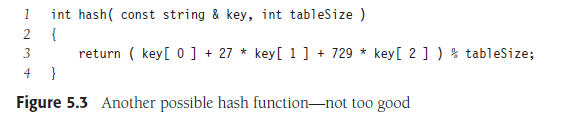 1 int hash( const string & key, int tableSize )
2 {
3 return ( key[ 0 ] + 27 * key[ 1 ] + 729 * key[ 2 ] ) % tableSize;
4 }
Figure 5.3 Another possible hash function—not too good